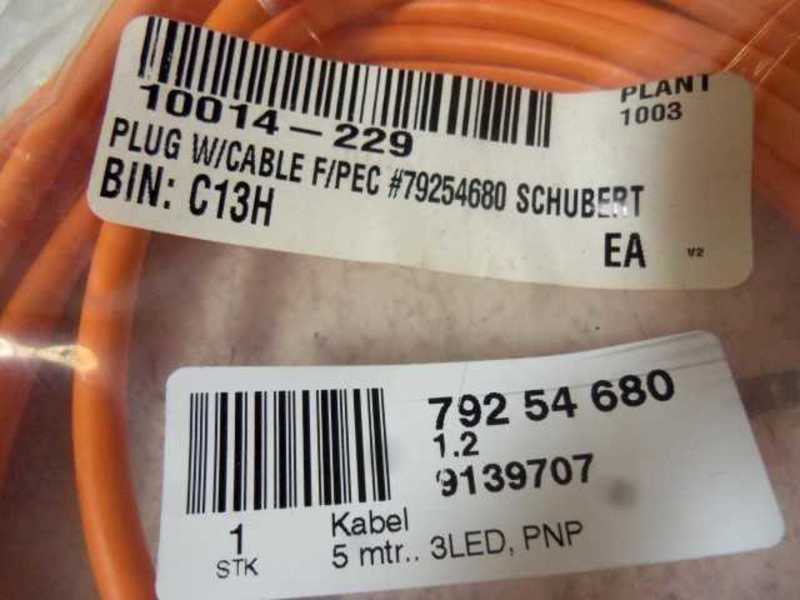 PLANT
1003
10014-229
PLUG W/CABLE F/PEC #79254680 SCHUBERT
BIN: C13H
EA
V2
792 54 680
1.2
9139707
1
STK
Kabel
5 mtr.. 3LED, PNP